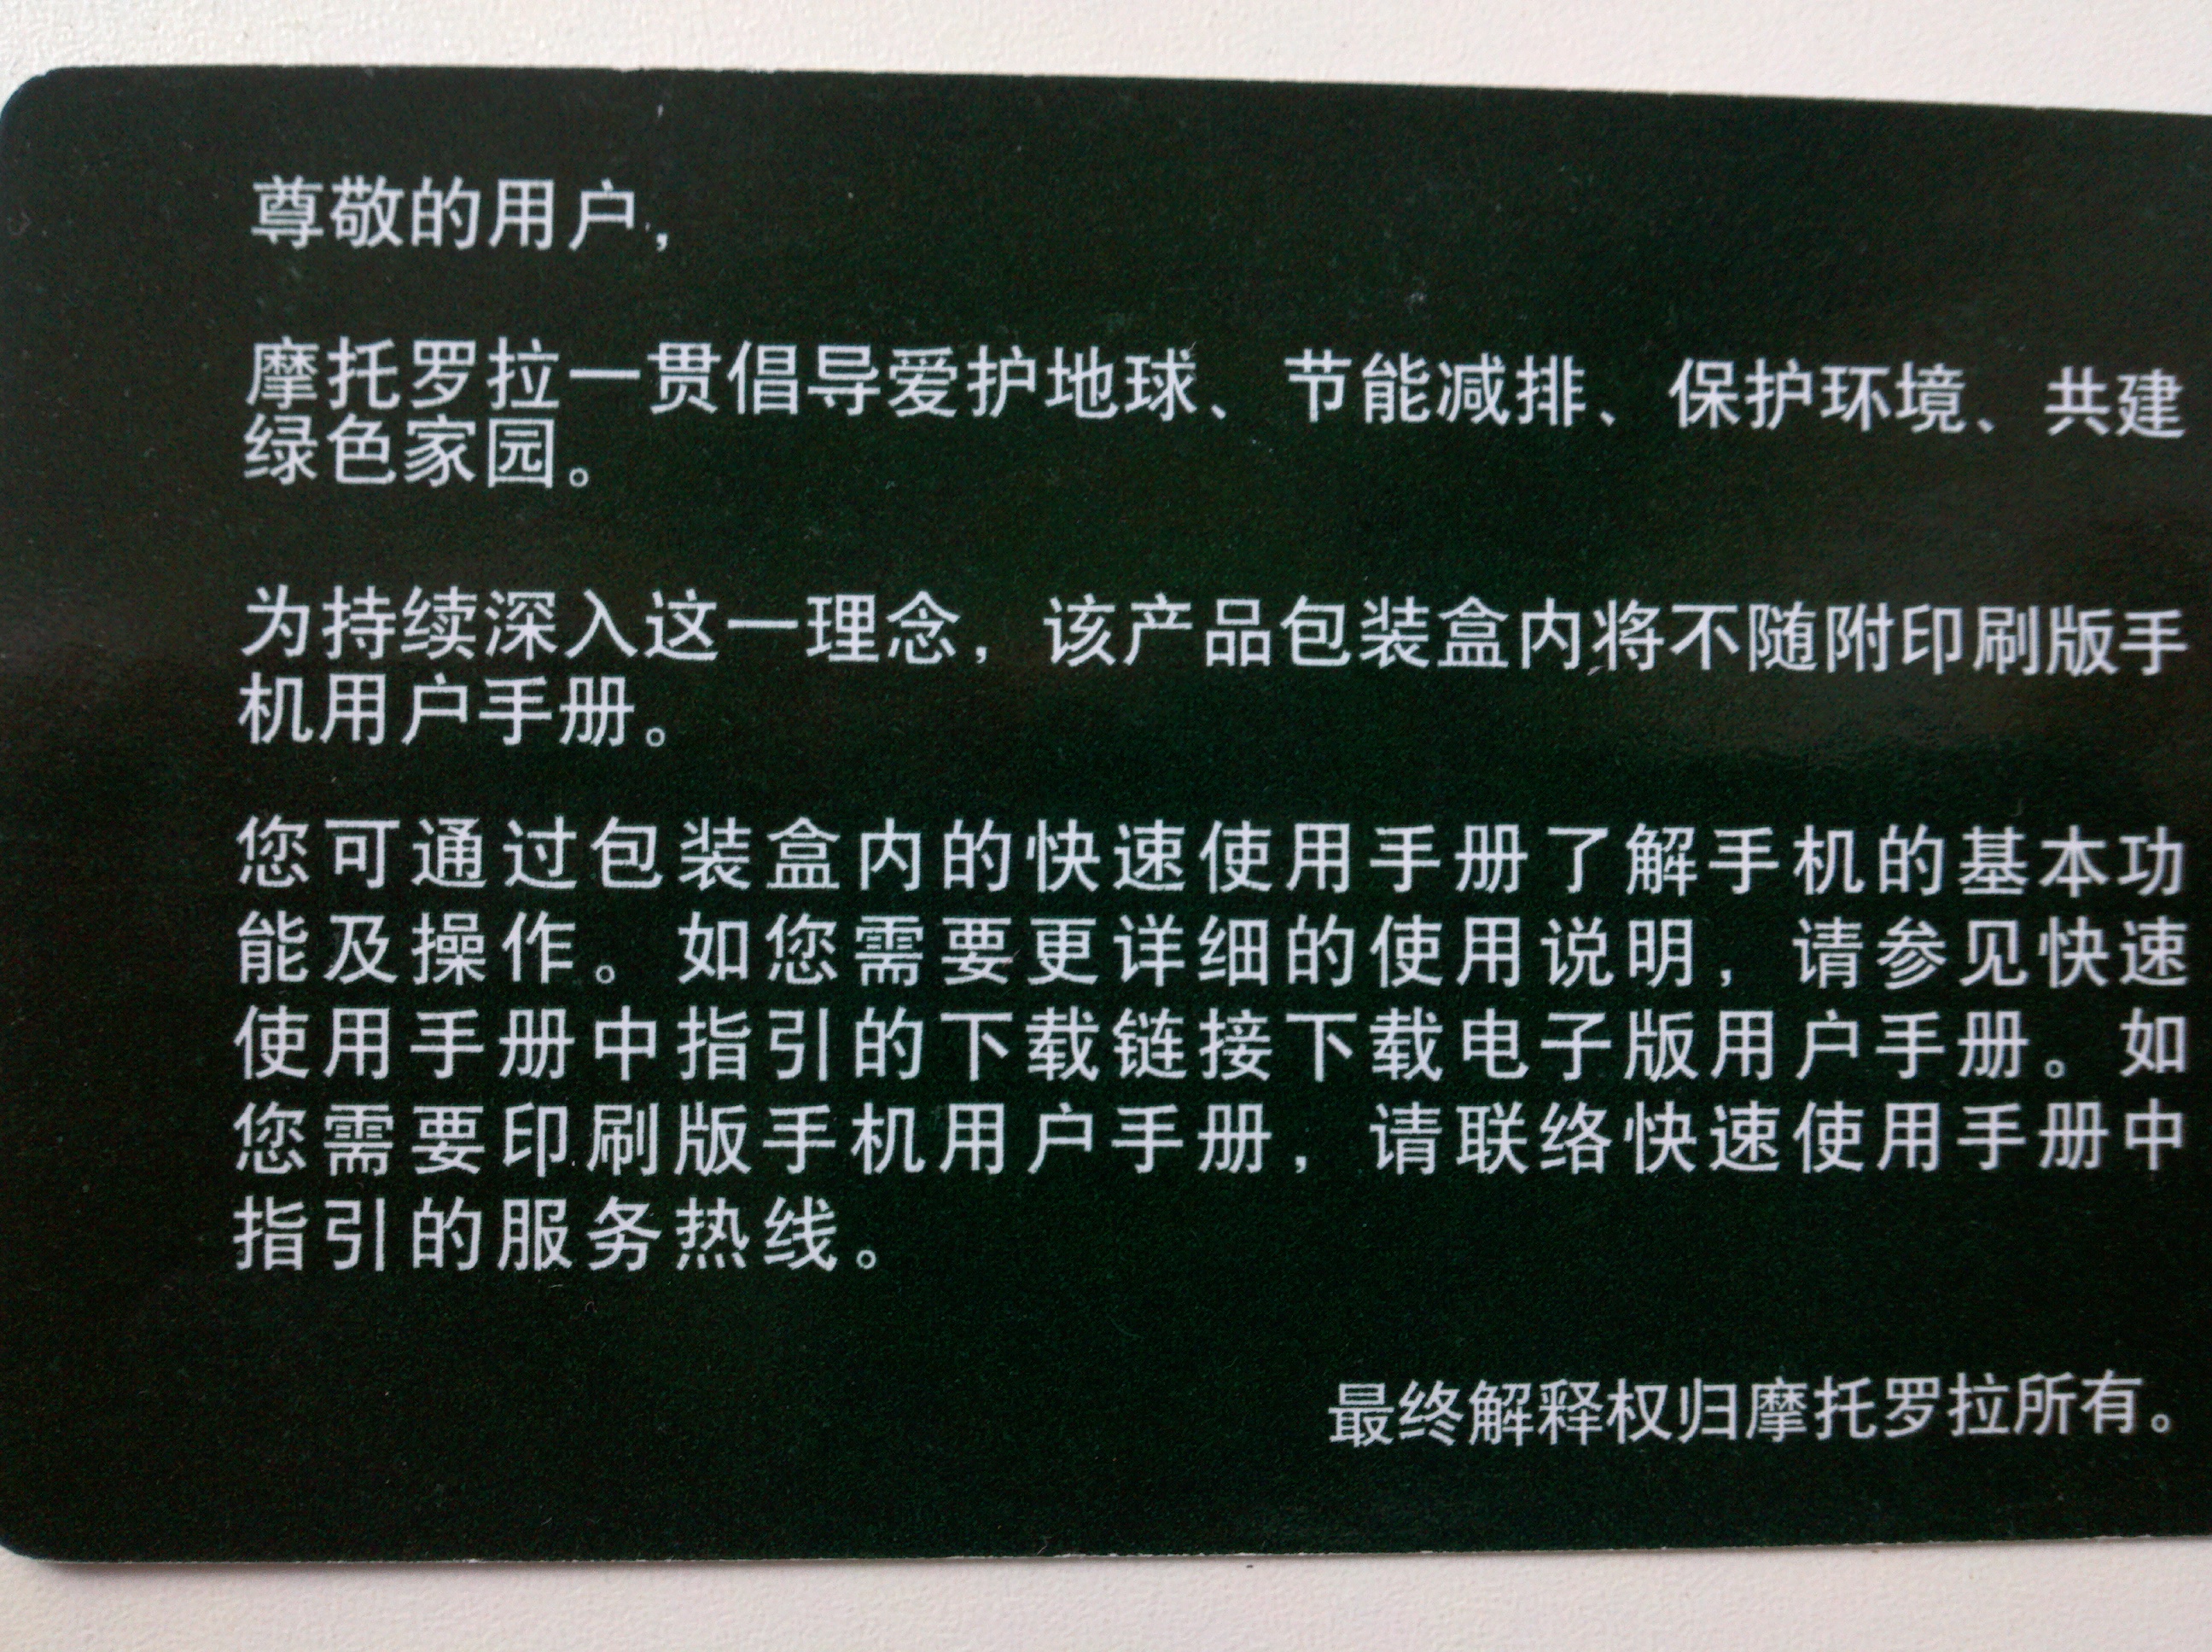 尊敬的用户，
摩托罗拉一贯倡导爱护地球、节能减排、保护环境、共建
绿色家园。
为持续深入这一理念，该产品包装盒内将不随附印刷版手
机用户手册。
您可通过包装盒内的快速使用手册了解手机的基本功
能及操作。如您需要更详细的使用说明，请参见快速
使用手册中指引的下载链接下载电子版用户手册。如
您需要印刷版手机用户手册，请联络快速使用手册中
指引的服务热线。
最终解释权归摩托罗拉所有。